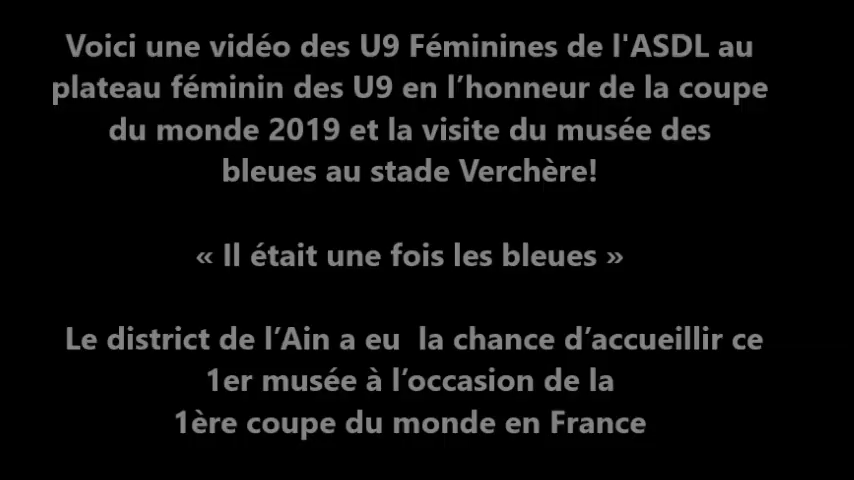 Voici une vidéo des U9 Féminines de l'ASDL au
plateau féminin des U9 en l’honneur de la coupe
du monde 2019 et la visite du musée des
bleues au stade Verchère!
« Il était une fois les bleues »
Le district de l’Ain a eu  la chance d’accueillir ce
1er musée à l’occasion de la
1ère coupe du monde en France